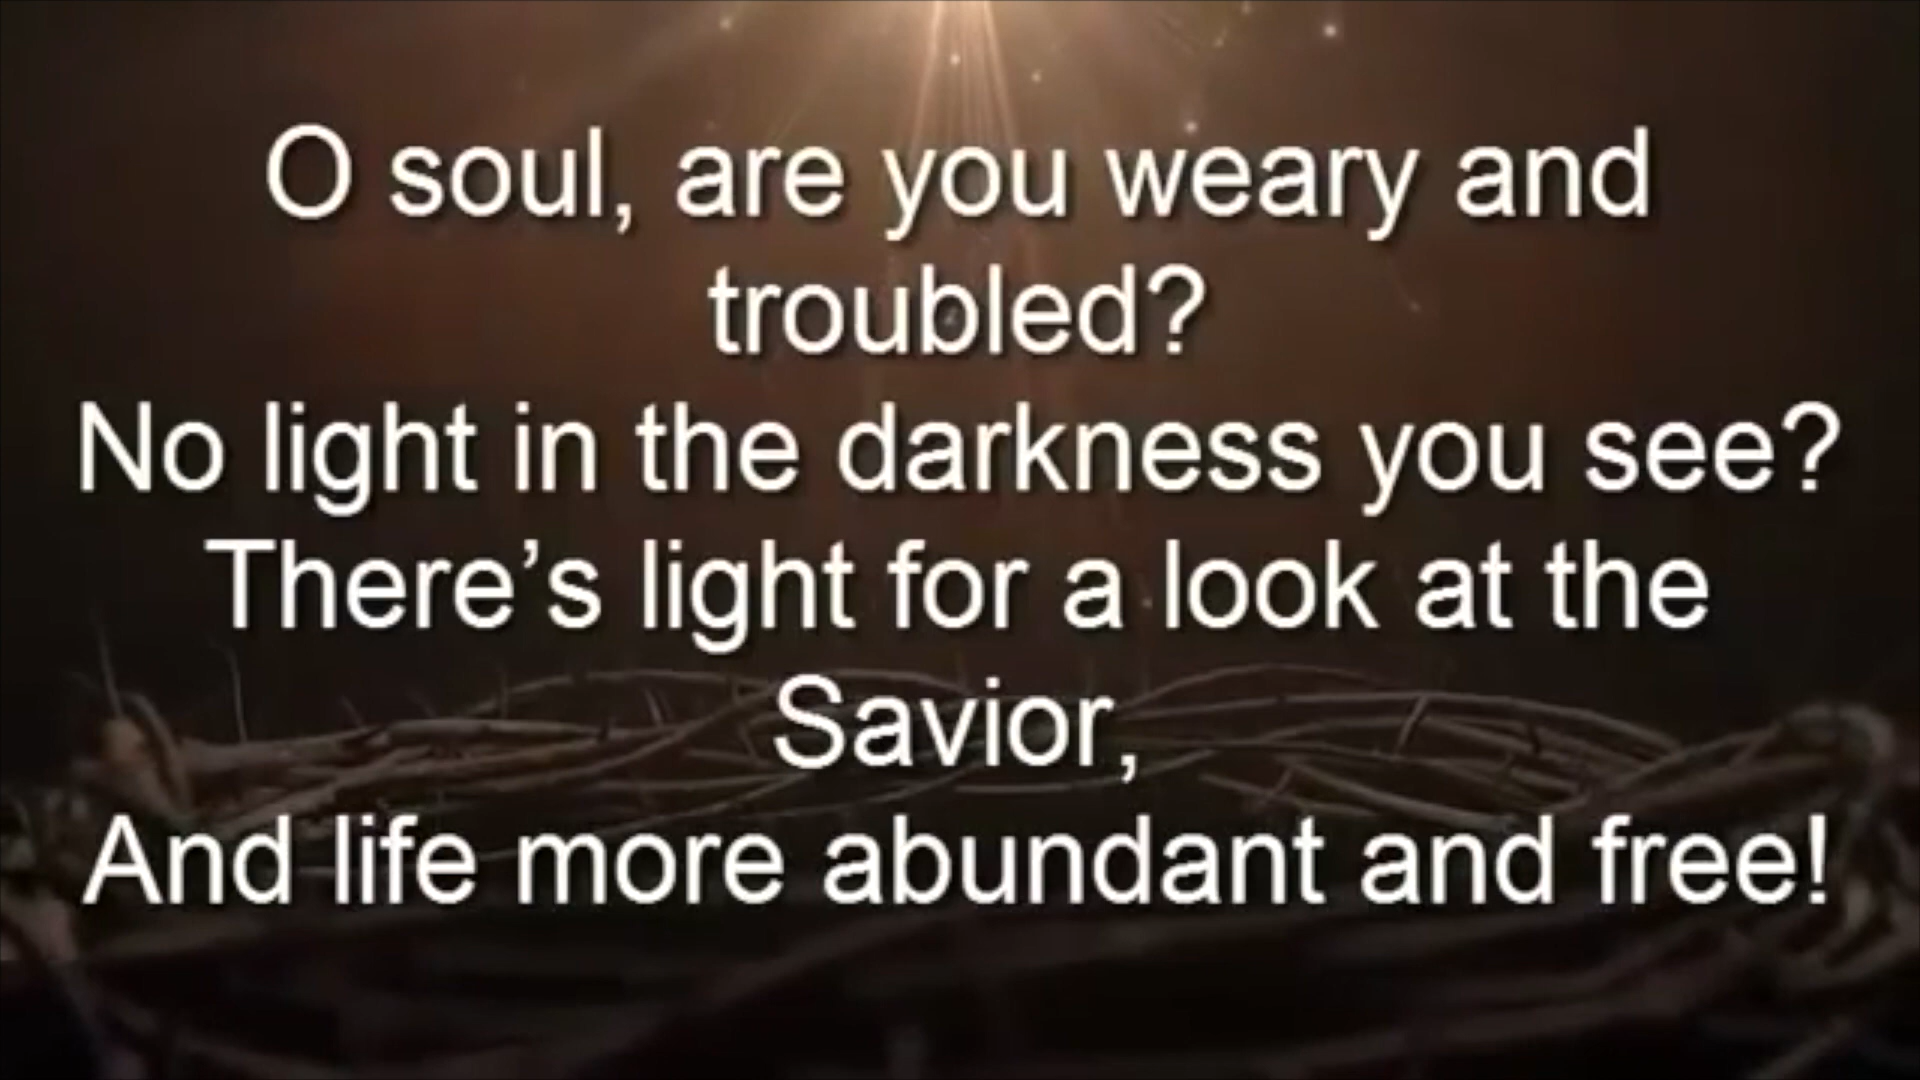 O soul, are you weary and
troubled?
No light in the darkness you see?
There’s light for a look at the
Savior,
And life more abundant and free!